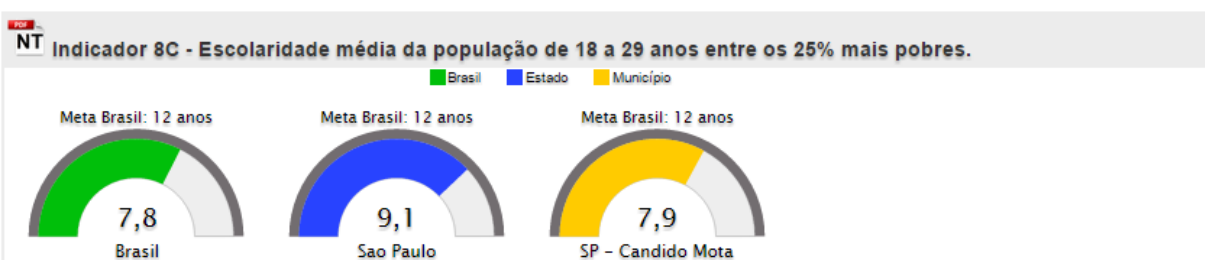 PDF
NT Indicador 8C - Escolaridade média da população de 18 a 29 anos entre os 25% mais pobres.
Brasil Estado Município
Meta Brasil: 12 anos Meta Brasil: 12 anos Meta Brasil: 12 anos
7,8 9,1 7,9
Brasil Sao Paulo SP - Candido Mota